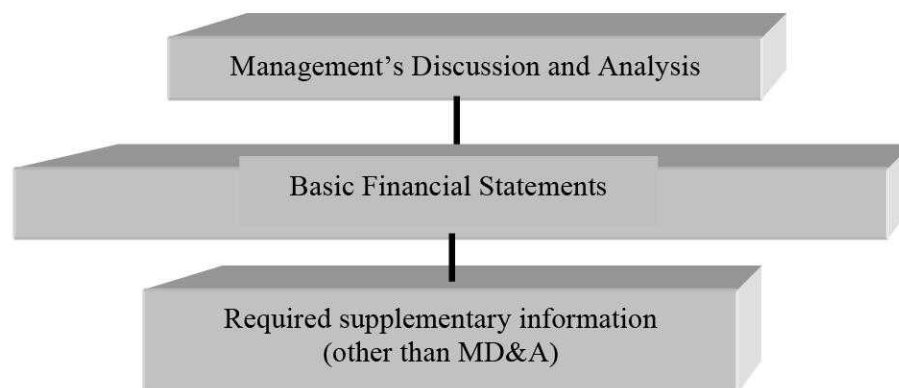 Management’s Discussion and Analysis
Basic Financial Statements
Required supplementary information
(other than MD&A)